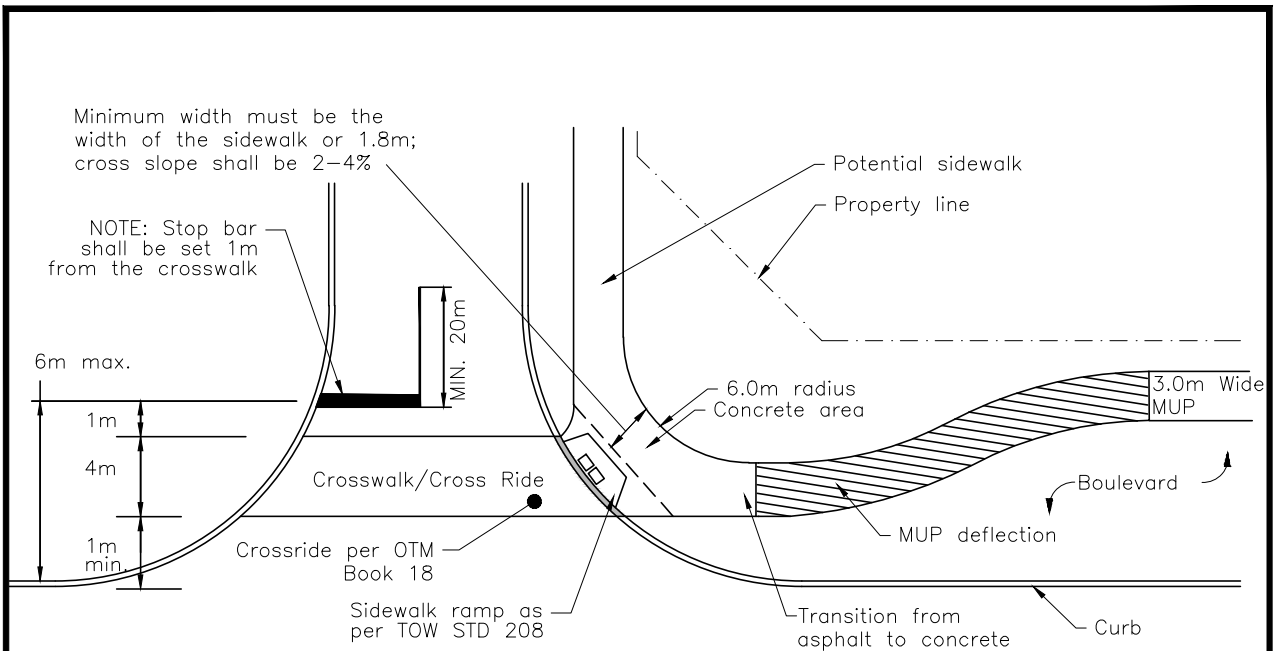 Minimum width must be the
width of the sidewalk or 1.8m;
cross slope shall be 2-4%
Potential sidewalk
Property line
NOTE: Stop bar
shall be set 1m
from the crosswalk
MIN. 20m
6m max.
1m
4m
1m
min.
6.0m radius
Concrete area
3.0m Wide
MUP
Crosswalk/Cross Ride
Boulevard
MUP deflection
Crossride per OTM
Book 18
Sidewalk ramp as
per TOW STD 208
Transition from
asphalt to concrete
Curb